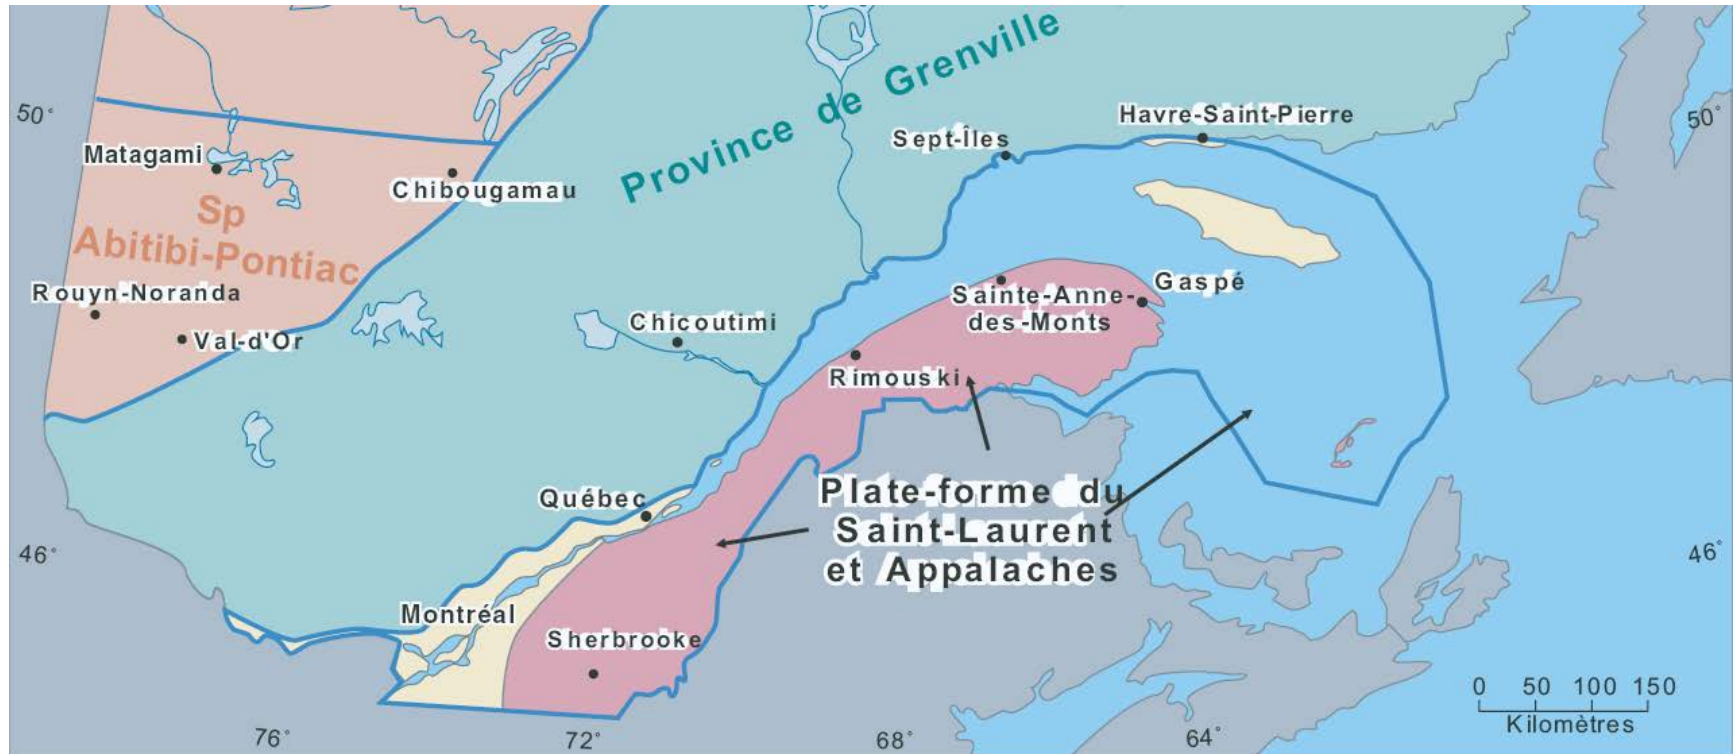 Province de Grenville
50°
50°
Havre-Saint-Pierre
Sept-Îles
Matagami
Chibougamau
Sp
Abitibi-Pontiac
Gaspé
Rouyn-Noranda
Sainte-Anne-
des-Monts
Chicoutimi
Val-d'Or
Rimouski
Québec
Plate-forme du
Saint-Laurent
et Appalaches
46°
46°
Montréal
Sherbrooke
0 50 100 150
Kilomètres
76° 72° 68° 64°